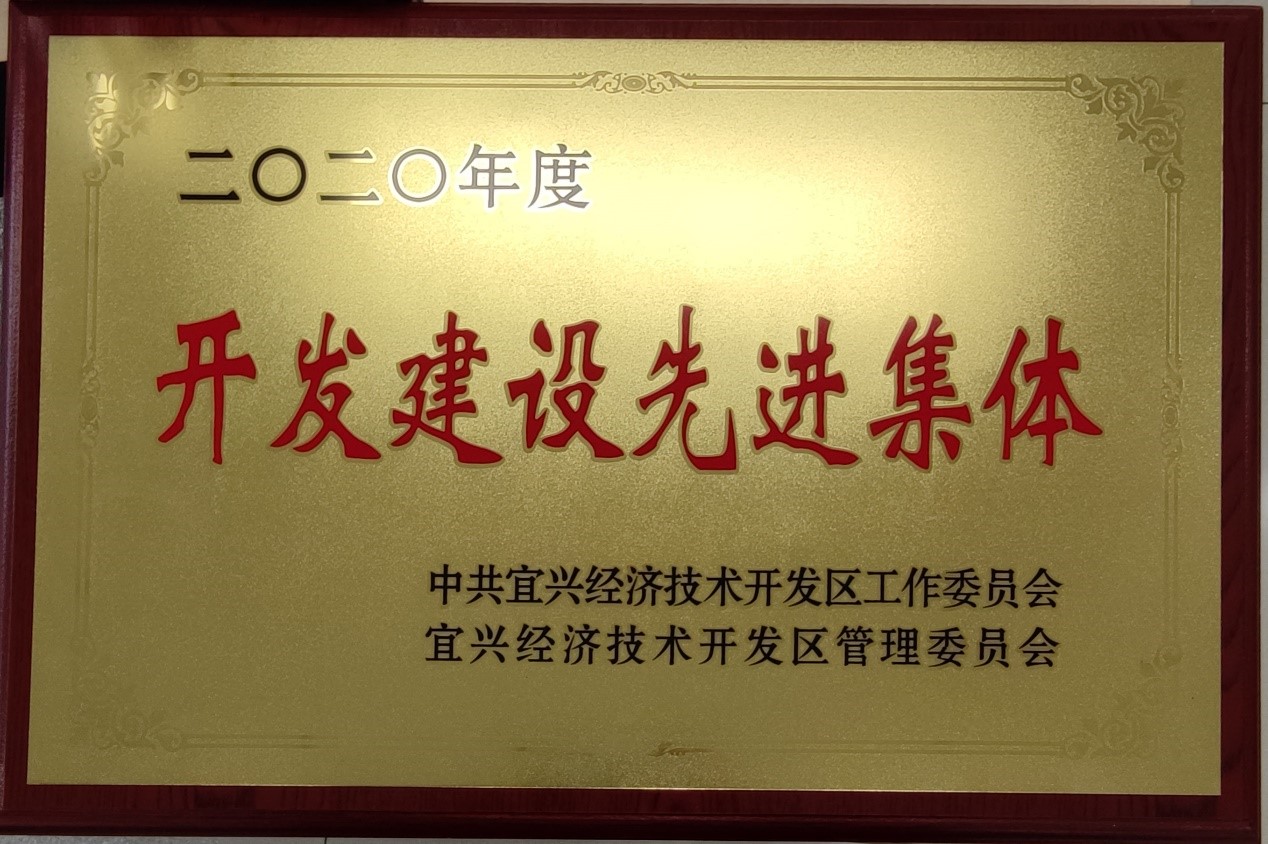 二〇二〇年度
开发建设先进集体
中共宜兴经济技术开发区工作委员会
宜兴经济技术开发区管理委员会